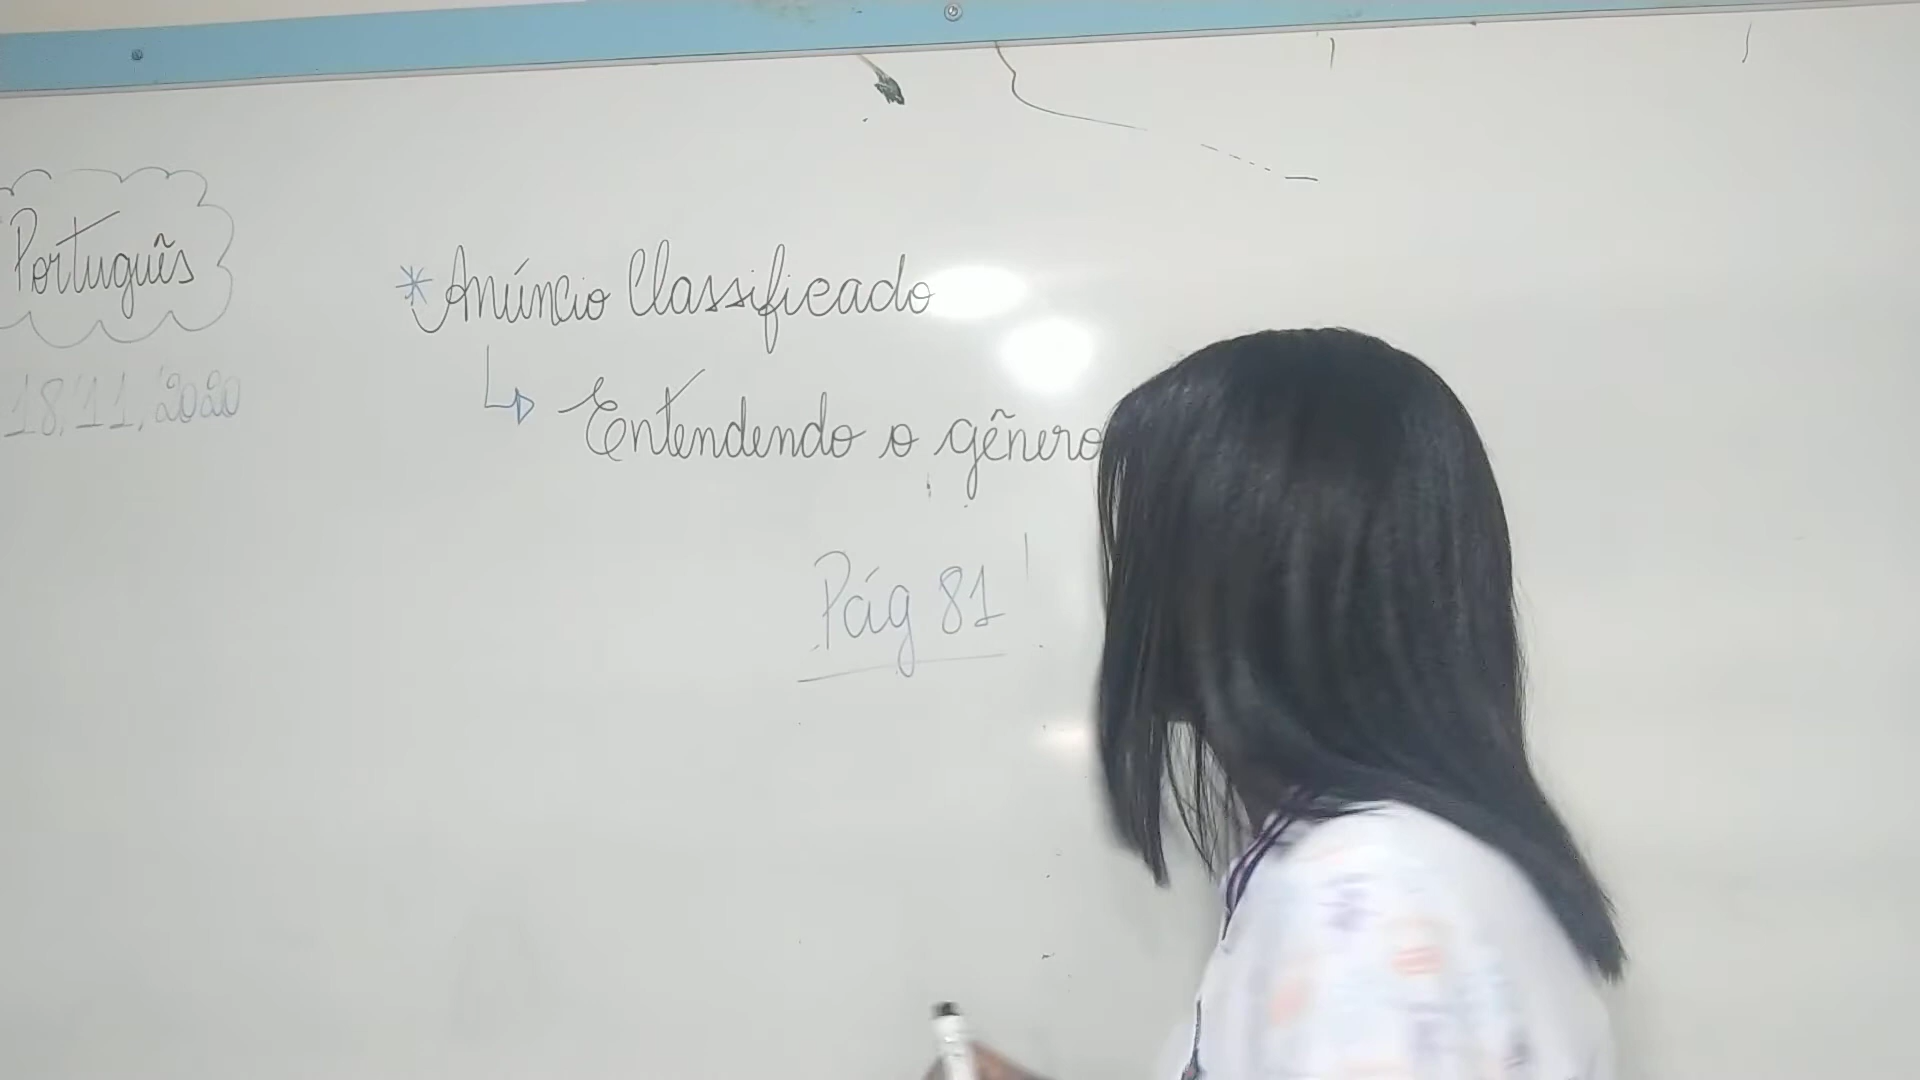 Português
18,11,2020
* Anúncio Classificado
Entendendo o gênero
Pág 81